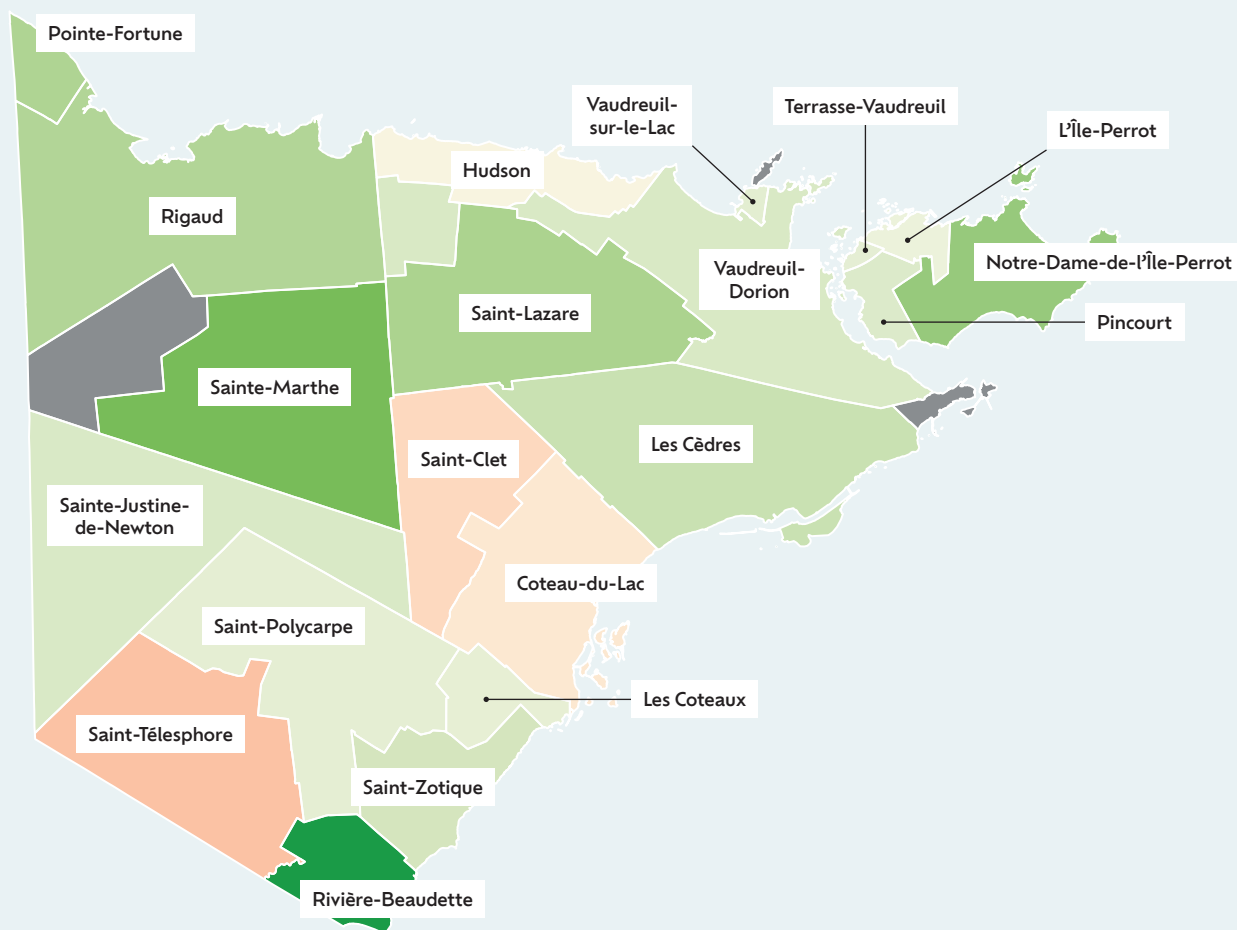 Pointe-Fortune
Vaudreuil-
sur-le-Lac
Terrasse-Vaudreuil
L’Île-Perrot
Hudson
Rigaud
Notre-Dame-de-l’Île-Perrot
Vaudreuil-
Dorion
Saint-Lazare
Pincourt
Sainte-Marthe
Les Cèdres
Saint-Clet
Sainte-Justine-
de-Newton
Coteau-du-Lac
Saint-Polycarpe
Les Coteaux
Saint-Télesphore
Saint-Zotique
Rivière-Beaudette